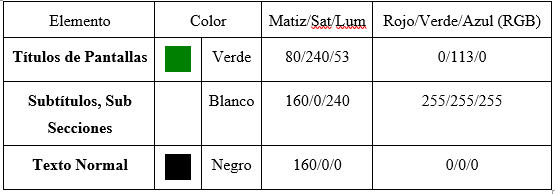 Elemento Color Matiz/Sat/Lum Rojo/Verde/Azul (RGB)
Títulos de Pantallas Verde 80/240/53 0/113/0
Subtítulos, Sub Blanco 160/0/240 255/255/255
Secciones
Texto Normal Negro 160/0/0 0/0/0